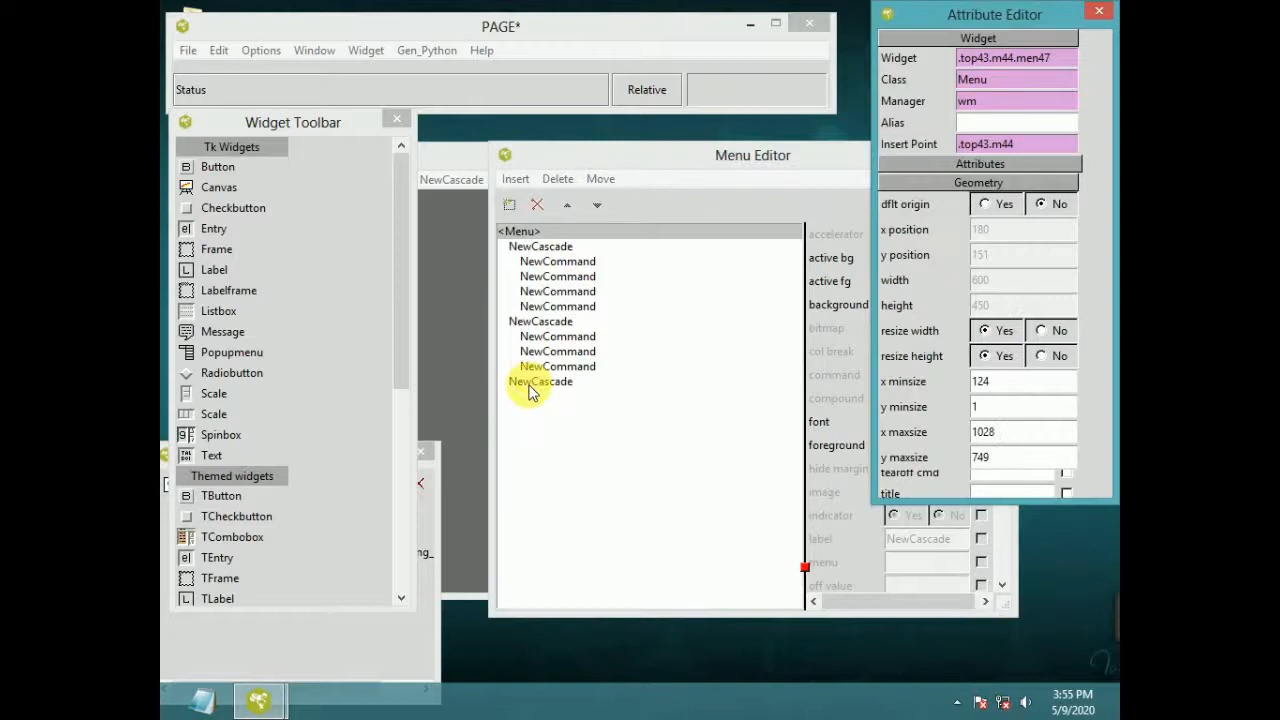 PAGE*
File Edit Options Window Widget Gen_Python Help
Status Relative
Widget Toolbar
Tk Widgets
Button
Canvas
Checkbutton
Entry
Frame
Label
Labelframe
Listbox
Message
Popupmenu
Radiobutton
Scale
Scale
Spinbox
Text
Themed widgets
TButton
TCheckbutton
TCombobox
TEntry
TFrame
TLabel
NewCascade
Menu Editor
Insert Delete Move
<Menu>
NewCascade
NewCommand
NewCommand
NewCommand
NewCommand
NewCascade
NewCommand
NewCommand
NewCommand
NewCascade
accelerator
active bg
active fg
background
bitmap
col break
command
compound
font
foreground
hide margin
image
indicator Yes No
label NewCascade
menu
off value
Attribute Editor
Widget
Widget .top43.m44.men47
Class Menu
Manager wm
Alias
Insert Point .top43.m44
Attributes
Geometry
dflt origin Yes No
x position 180
y position 151
width 600
height 450
resize width Yes No
resize height Yes No
x minsize 124
y minsize 1
x maxsize 1028
y maxsize 749
tearoff cmd
title
3:55 PM
5/9/2020